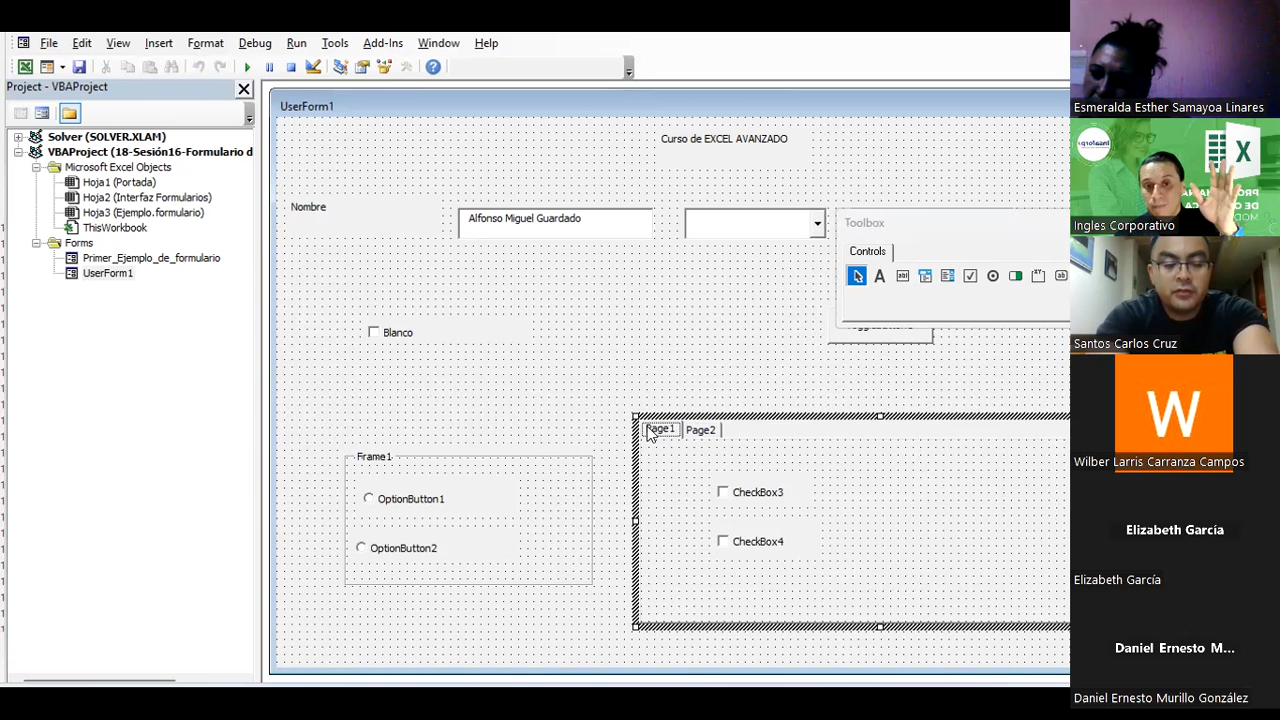 File Edit View Insert Format Debug Run Tools Add-Ins Window Help
Project - VBAProject
Solver (SOLVER.XLAM)
VBAProject (18-Sesión16-Formulario d
Microsoft Excel Objects
Hoja1 (Portada)
Hoja2 (Interfaz Formularios)
Hoja3 (Ejemplo.formulario)
ThisWorkbook
Forms
Primer_Ejemplo_de_formulario
UserForm1
UserForm1
Curso de EXCEL AVANZADO
Nombre
Alfonso Miguel Guardado
Toolbox
Controls
A
abl
XY
ab
Blanco
Frame1
OptionButton1
OptionButton2
Page1 Page2
CheckBox3
CheckBox4
Esmeralda Esther Samayoa Linares
X
Ingles Corporativo
Santos Carlos Cruz
W
Wilber Larris Carranza Campos
Elizabeth García
Elizabeth García
Daniel Ernesto M...
Daniel Ernesto Murillo González